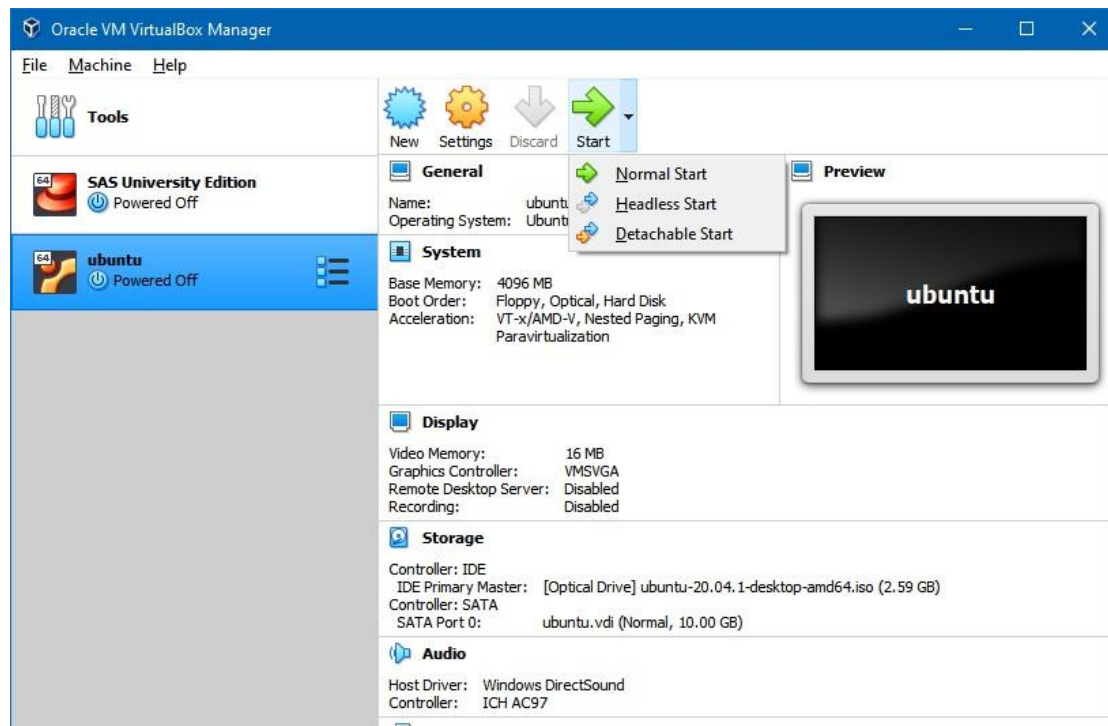 Oracle VM VirtualBox Manager
File Machine Help
Tools
New Settings Discard Start
64 SAS University Edition
Powered Off
64 ubuntu
Powered Off
Normal Start
Headless Start
Detachable Start
General
Name: ubuntu
Operating System: Ubunt
System
Base Memory: 4096 MB
Boot Order: Floppy, Optical, Hard Disk
Acceleration: VT-x/AMD-V, Nested Paging, KVM
Paravirtualization
Preview
ubuntu
Display
Video Memory: 16 MB
Graphics Controller: VMSVGA
Remote Desktop Server: Disabled
Recording: Disabled
Storage
Controller: IDE
IDE Primary Master: [Optical Drive] ubuntu-20.04.1-desktop-amd64.iso (2.59 GB)
Controller: SATA
SATA Port 0: ubuntu.vdi (Normal, 10.00 GB)
Audio
Host Driver: Windows DirectSound
Controller: ICH AC97